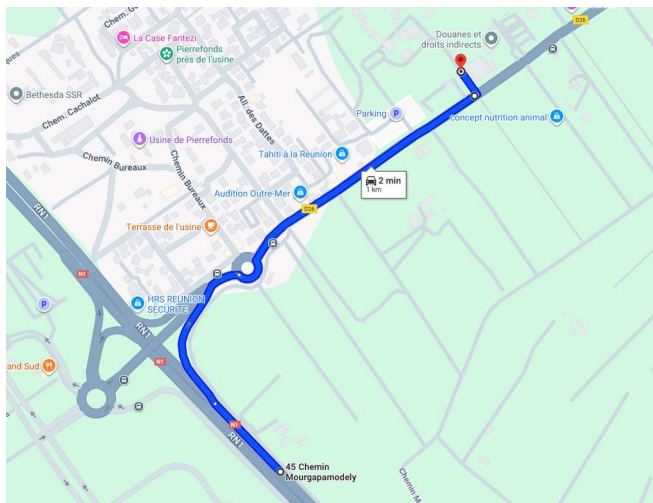 La Case Fantezi
Pierrefonds
près de l'usine
Douanes et
droits indirects
D26
Bethesda SSR
Chem: Cachalot
All. des Dattes
Parking
P
concept nutrition animal
Usine de Pierrefonds
Chemin Bureaux
Tahiti à la Réunion
Chemin Bureaux
2 min
1 km
Audition Outre-Mer
D26
RN1
Terrasse de l'usine
N1
HRS REUNION
SÉCURITÉ
P
RN1
N1
and Sud
RN1
45 Chemin
Mourgapamodely
Chemin M